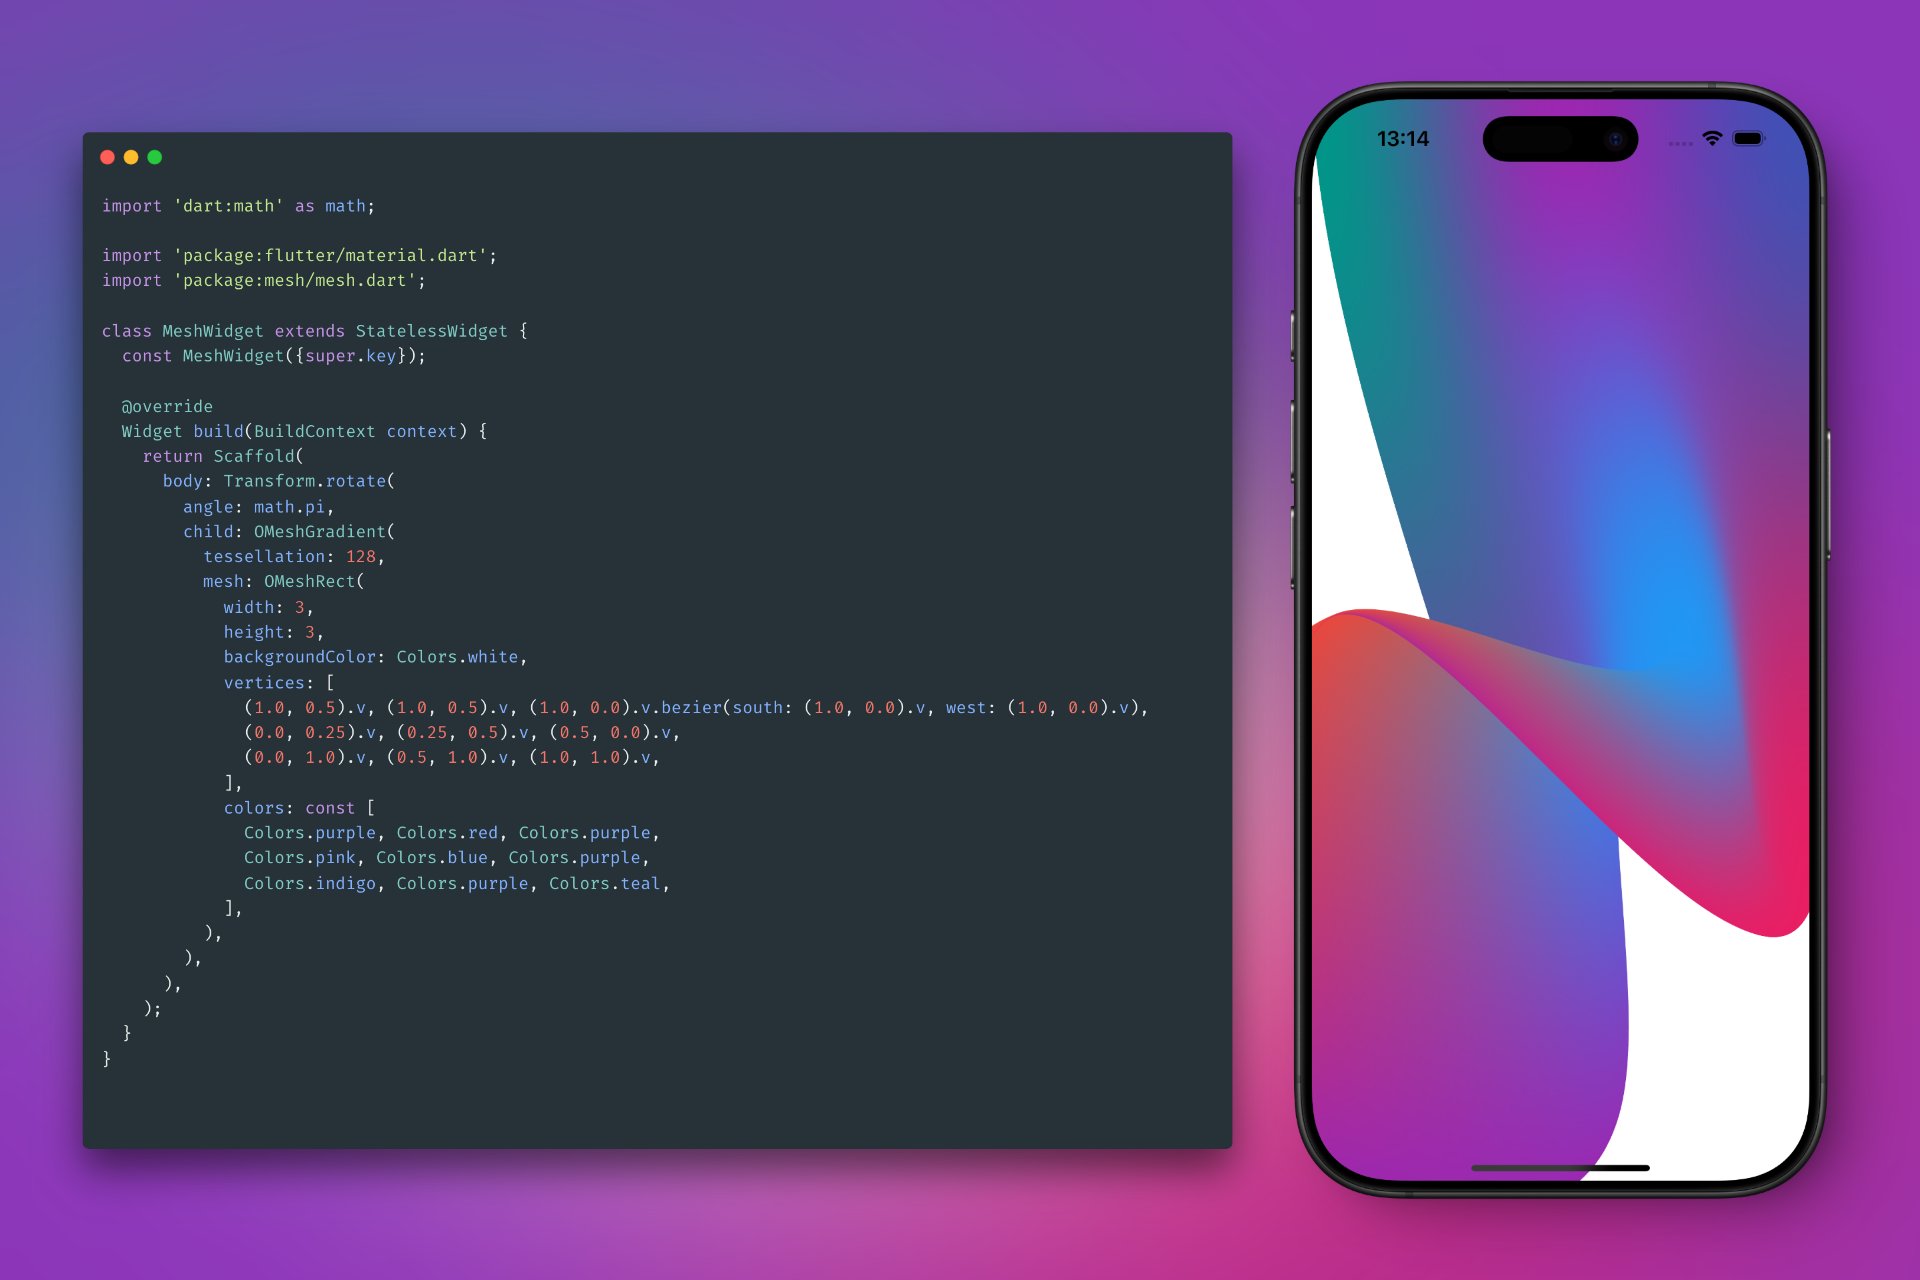 import 'dart:math' as math;

import 'package:flutter/material.dart';
import 'package:mesh/mesh.dart';

class MeshWidget extends StatelessWidget {
  const MeshWidget({super.key});

  @override
  Widget build(BuildContext context) {
    return Scaffold(
      body: Transform.rotate(
        angle: math.pi,
        child: OMeshGradient(
          tessellation: 128,
          mesh: OMeshRect(
            width: 3,
            height: 3,
            backgroundColor: Colors.white,
            vertices: [
              (1.0, 0.5).v, (1.0, 0.5).v, (1.0, 0.0).v.bezier(south: (1.0, 0.0).v, west: (1.0, 0.0).v),
              (0.0, 0.25).v, (0.25, 0.5).v, (0.5, 0.0).v,
              (0.0, 1.0).v, (0.5, 1.0).v, (1.0, 1.0).v,
            ],
            colors: const [
              Colors.purple, Colors.red, Colors.purple,
              Colors.pink, Colors.blue, Colors.purple,
              Colors.indigo, Colors.purple, Colors.teal,
            ],
          ),
        ),
      ),
    );
  }
}
13:14